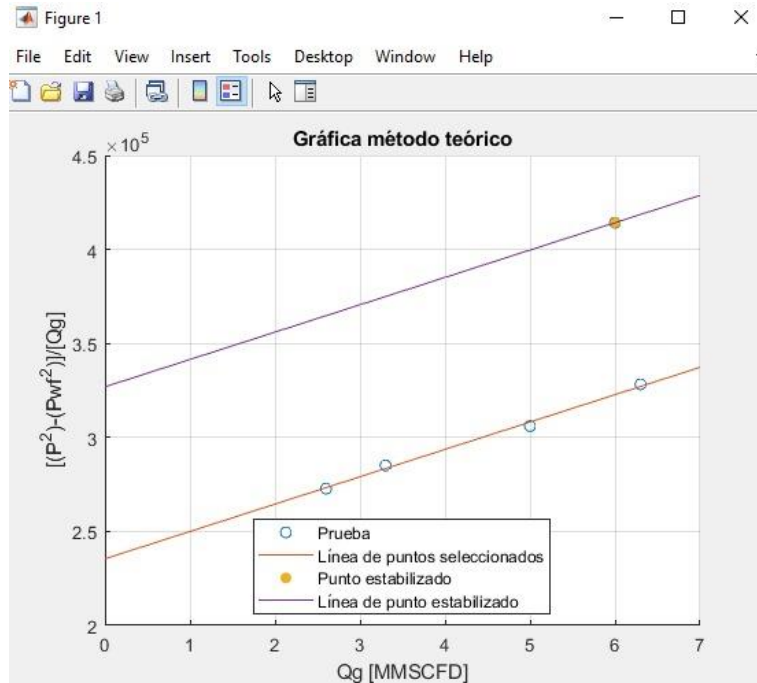 Figure 1
File Edit View Insert Tools Desktop Window Help
Gráfica método teórico
×10^5
4.5
4
3.5
3
2.5
2
[(P^2)-(Pwf^2)]/[Qg]
Prueba
Línea de puntos seleccionados
Punto estabilizado
Línea de punto estabilizado
0 1 2 3 4 5 6 7
Qg [MMSCFD]